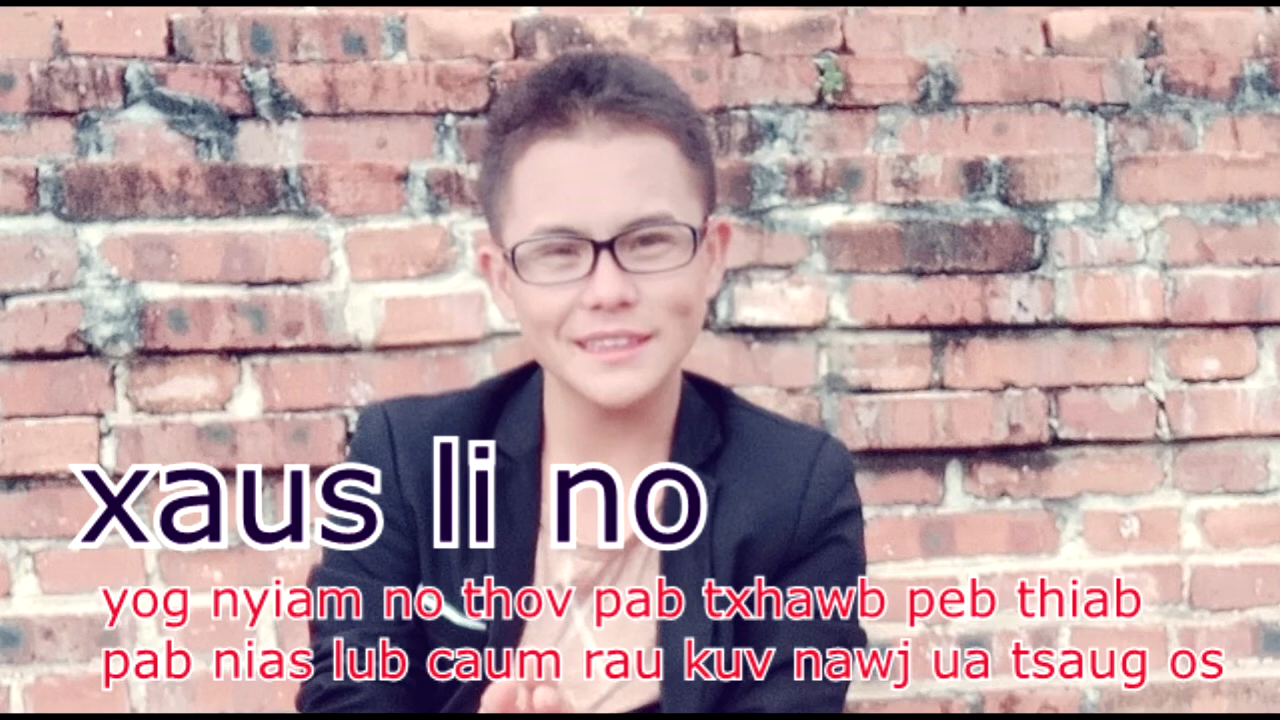 xaus li no
yog nyiam no thov pab txhawb peb thiab
pab nias lub caum rau kuv nawj ua tsaug os